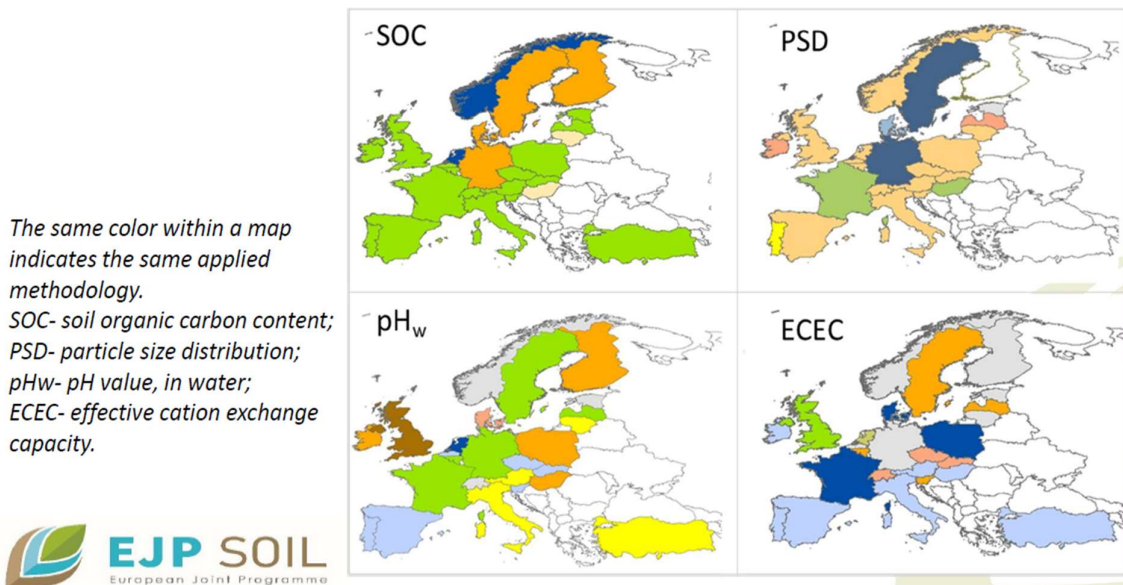 The same color within a map
indicates the same applied
methodology.
SOC- soil organic carbon content;
PSD- particle size distribution;
pHw- pH value, in water;
ECEC- effective cation exchange
capacity.
EJP SOIL
European Joint Programme
SOC
PSD
pHw
ECEC